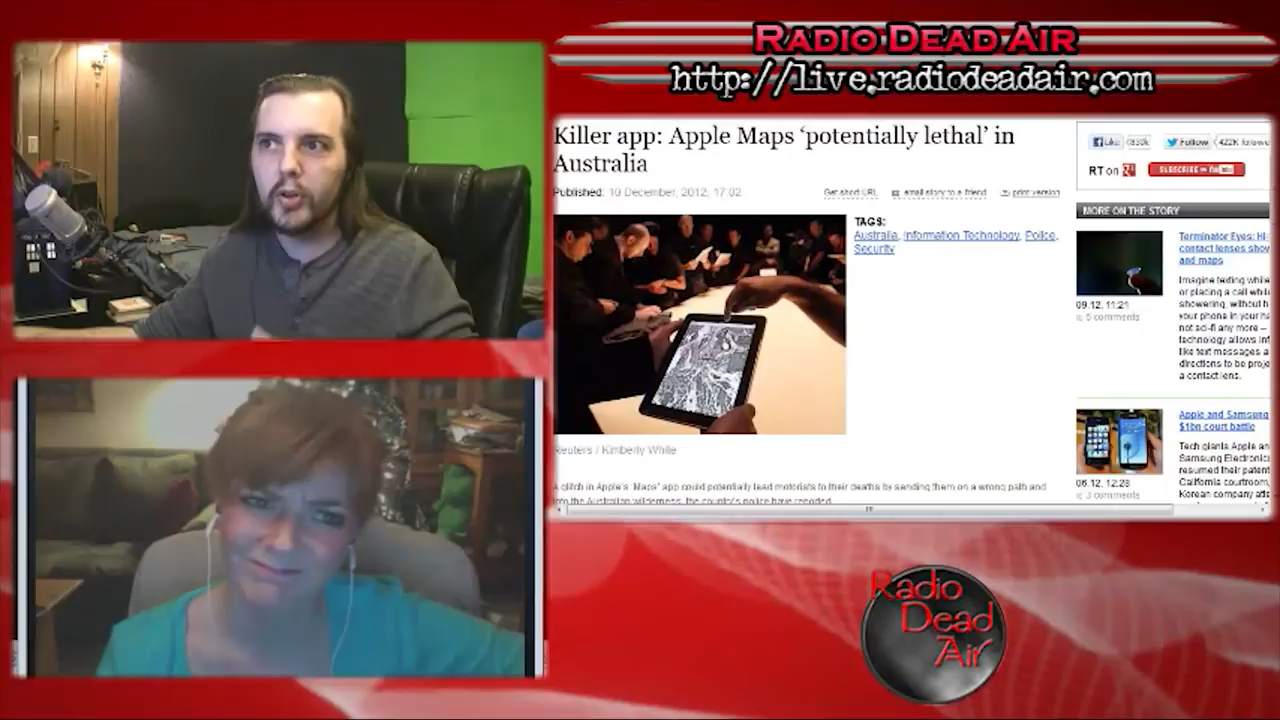 RADIO DEAD AIR
http://live.radiodeadair.com
Killer app: Apple Maps ‘potentially lethal’ in
Australia
Published: 10 December, 2012, 17:02
Get short URL
email story to a friend
print version
TAGS:
Australia, Information Technology, Police,
Security
Reuters / Kimberly White
A glitch in Apple's 'Maps' app could potentially lead motorists to their deaths by sending them on a wrong path and
into the Australian wilderness, the country's police have reported.
Like
Follow
RT on
SUBSCRIBE
MORE ON THE STORY
Terminator Eyes: Hi-
contact lenses show
and maps
09.12, 11:21
5 comments
Imagine texting while
or placing a call while
showering, without h
your phone in your ha
not sci-fi any more –
technology allows inf
like text messages a
directions to be proje
a contact lens.
Apple and Samsung
$1bn court battle
06.12, 12:28
3 comments
Tech giants Apple an
Samsung Electronic
resumed their patent
California courtroom,
Korean company afte
Radio
Dead
Air